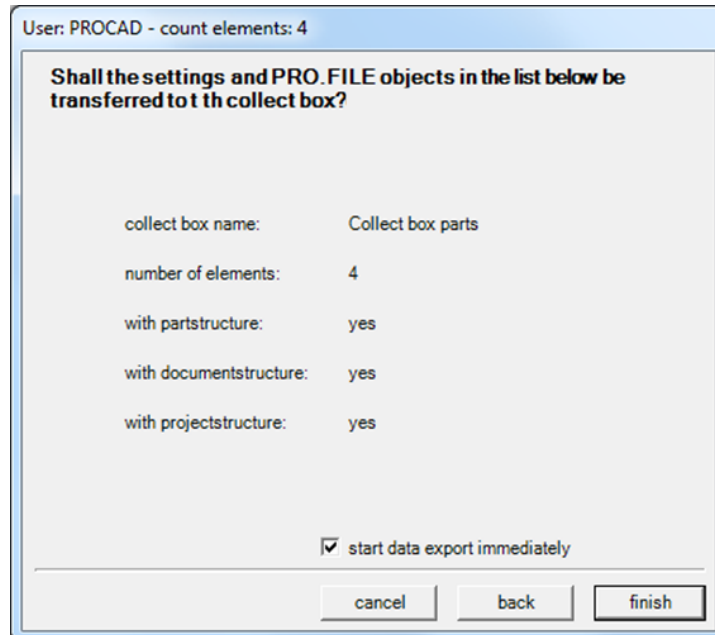 User: PROCAD - count elements: 4
Shall the settings and PRO.FILE objects in the list below be
transferred to t th collect box?
collect box name: Collect box parts
number of elements: 4
with partstructure: yes
with documentstructure: yes
with projectstructure: yes
start data export immediately
cancel back finish